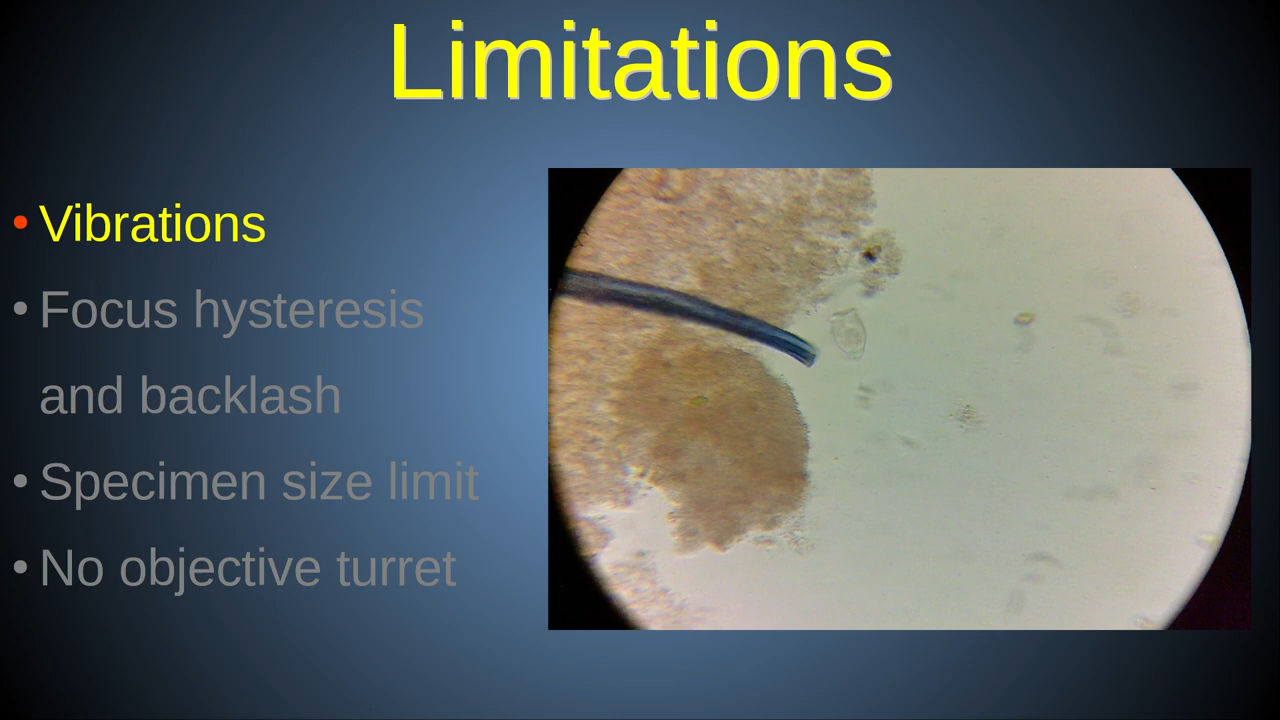 Limitations
• Vibrations
• Focus hysteresis
and backlash
• Specimen size limit
• No objective turret